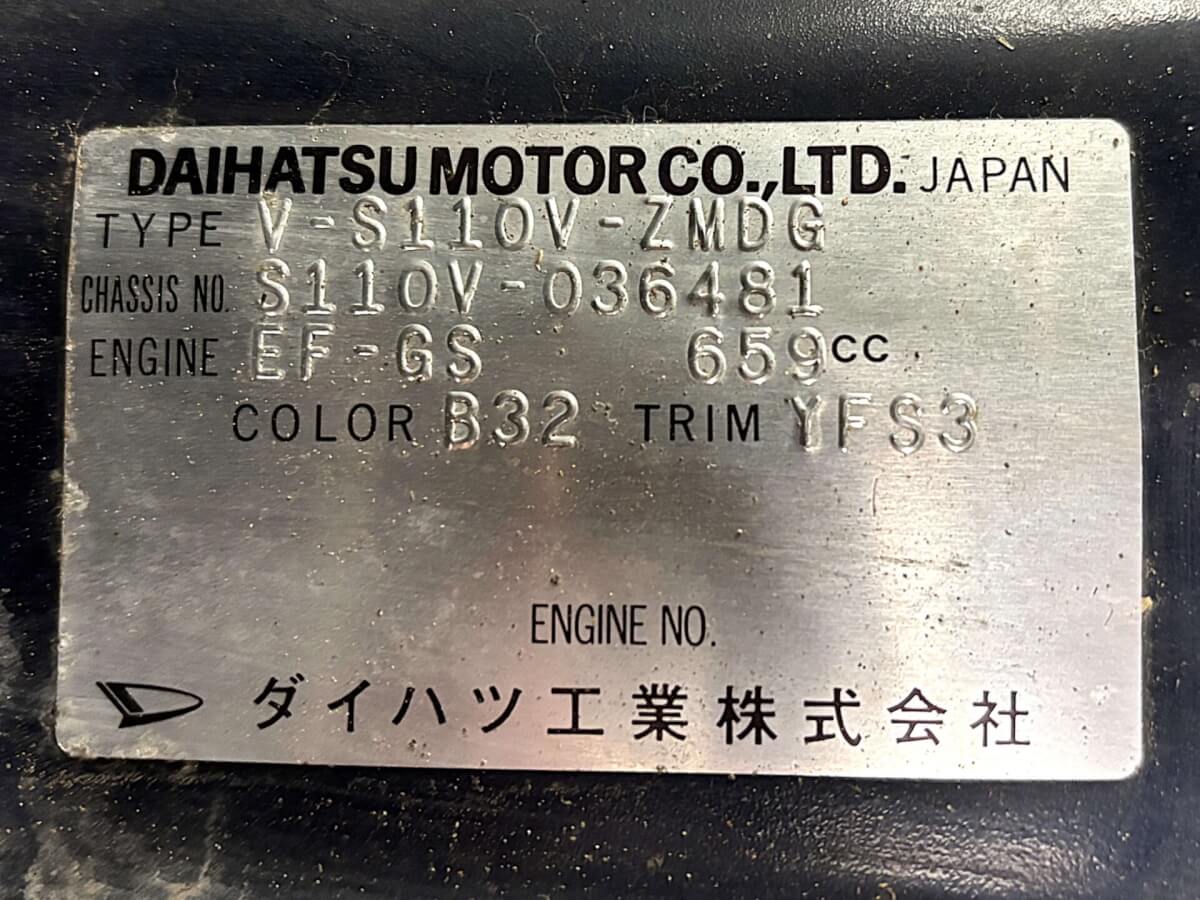 DAIHATSU MOTOR CO.,LTD. JAPAN
TYPE V-S110V-ZMDG
CHASSIS NO. S110V-036481
ENGINE EF-GS 659CC
COLOR B32 TRIM YFS3
ENGINE NO.
ダイハツ工業株式会社